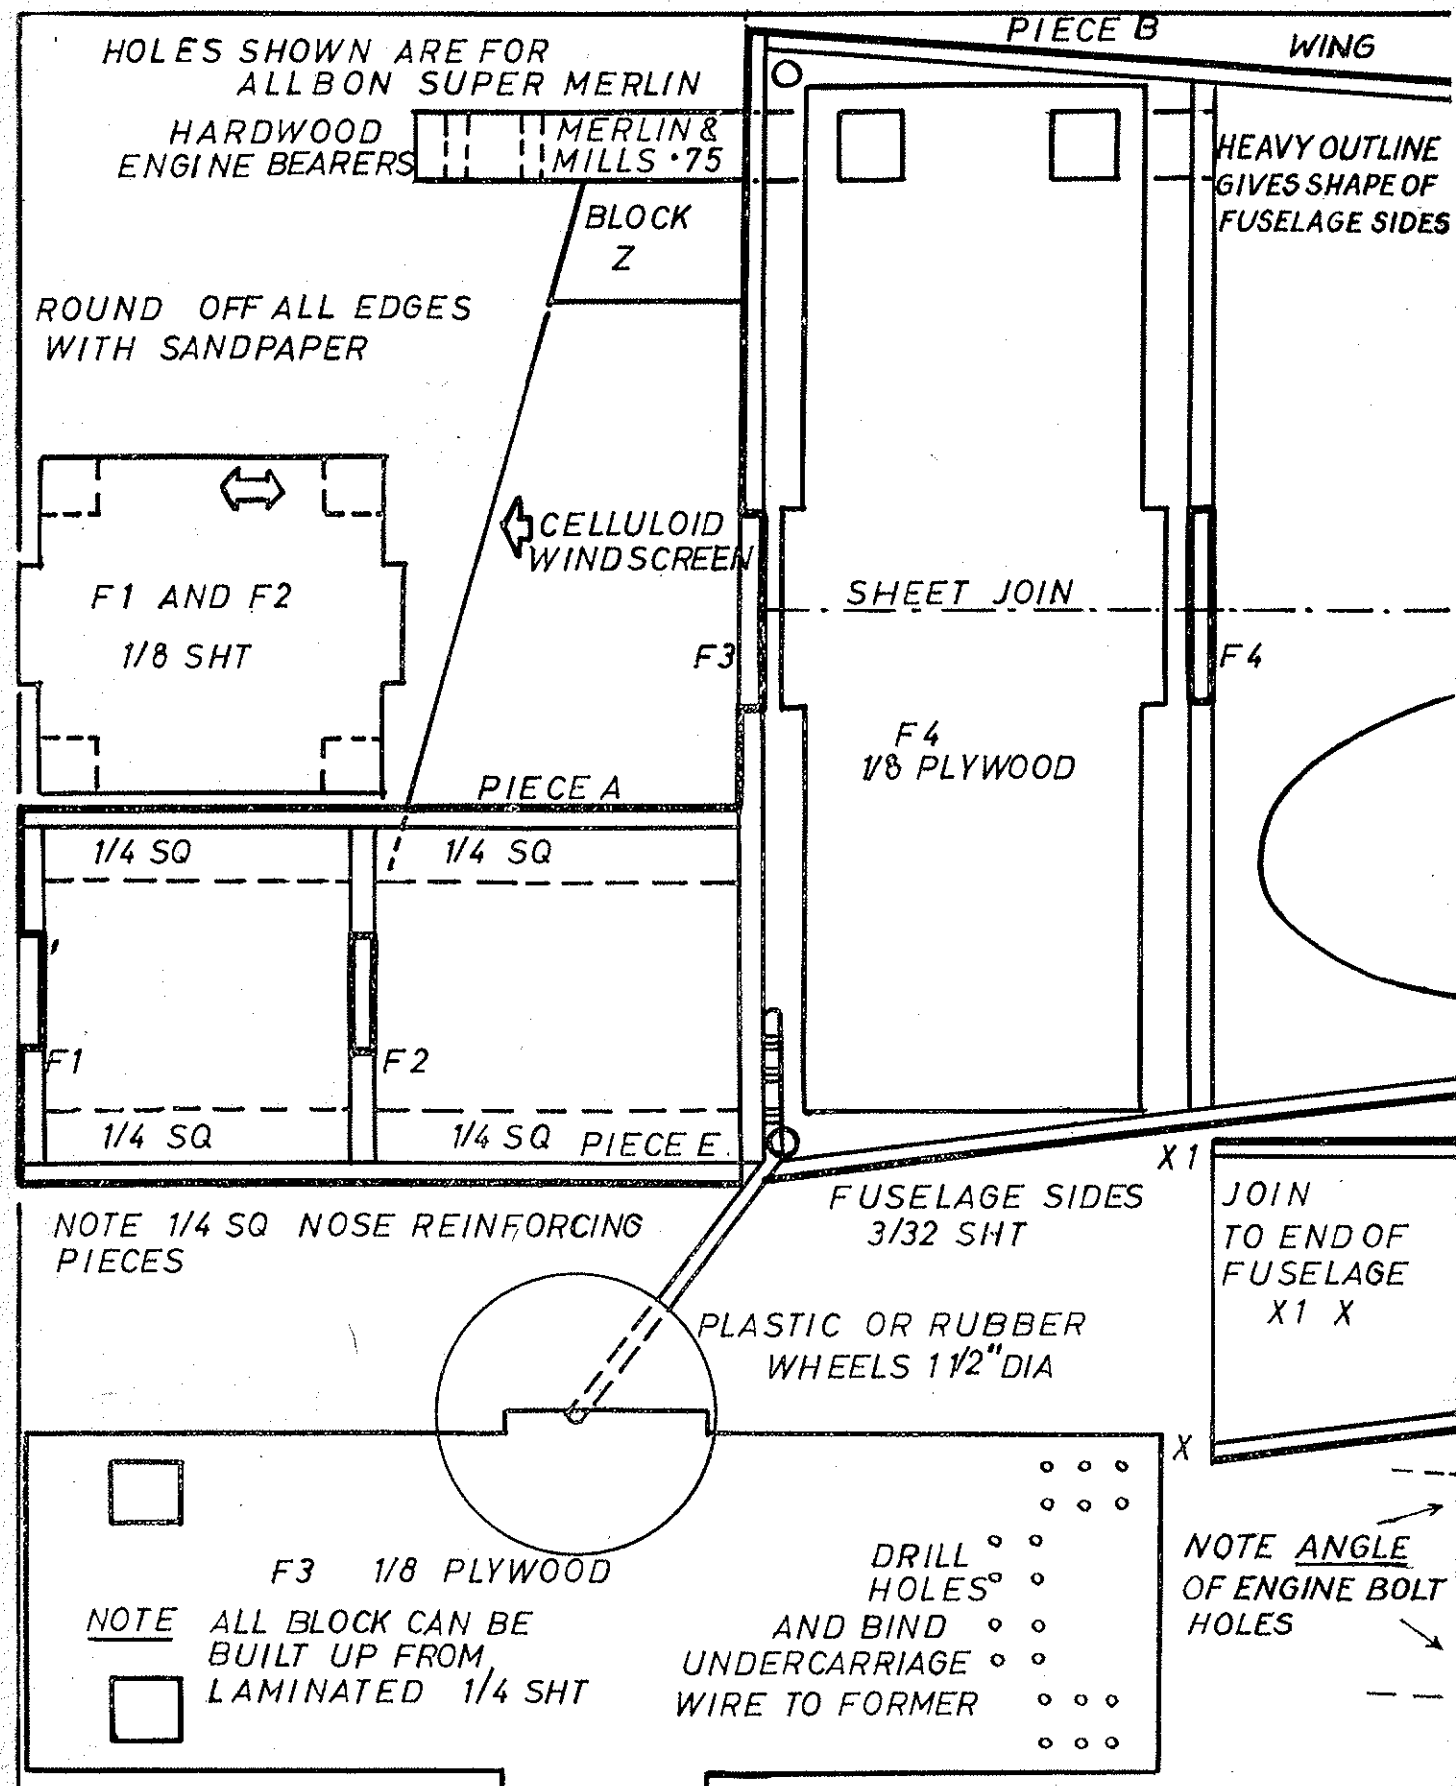 PIECE B
WING
HOLES SHOWN ARE FOR
ALLBON SUPER MERLIN
HARDWOOD
ENGINE BEARERS
MERLIN &
MILLS .75
HEAVY OUTLINE
GIVES SHAPE OF
FUSELAGE SIDES
BLOCK
Z
ROUND OFF ALL EDGES
WITH SANDPAPER
CELLULOID
WINDSCREEN
F1 AND F2
1/8 SHT
SHEET JOIN
F3
F4
F4
1/8 PLYWOOD
PIECE A
1/4 SQ
1/4 SQ
F1
F2
1/4 SQ
1/4 SQ
PIECE E
X1
FUSELAGE SIDES
3/32 SHT
JOIN
TO END OF
FUSELAGE
X1 X
NOTE 1/4 SQ NOSE REINFORCING
PIECES
PLASTIC OR RUBBER
WHEELS 1 1/2" DIA
X
F3 1/8 PLYWOOD
NOTE ALL BLOCK CAN BE
BUILT UP FROM
LAMINATED 1/4 SHT
DRILL
HOLES
AND BIND
UNDERCARRIAGE
WIRE TO FORMER
NOTE ANGLE
OF ENGINE BOLT
HOLES